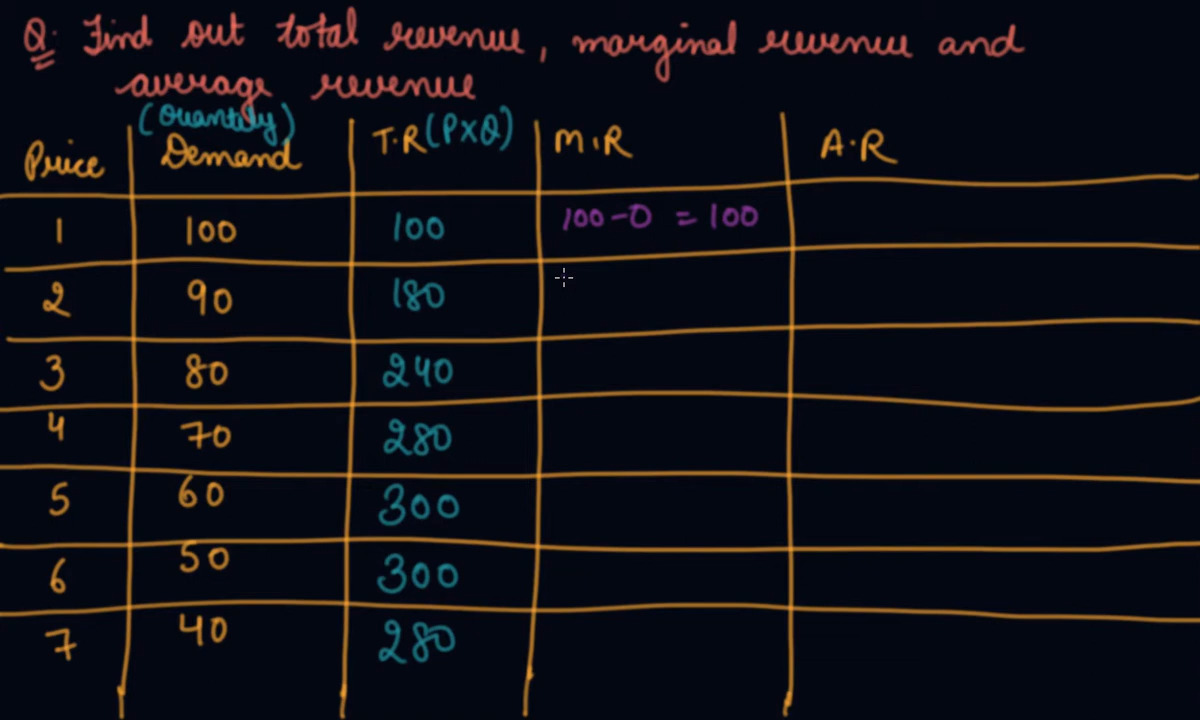 Q. Find out total revenue, marginal revenue and
average revenue
Price | (Quantity) Demand | T.R (P×Q) | M.R | A.R
1 | 100 | 100 | 100 - 0 = 100
2 | 90 | 180
3 | 80 | 240
4 | 70 | 280
5 | 60 | 300
6 | 50 | 300
7 | 40 | 280